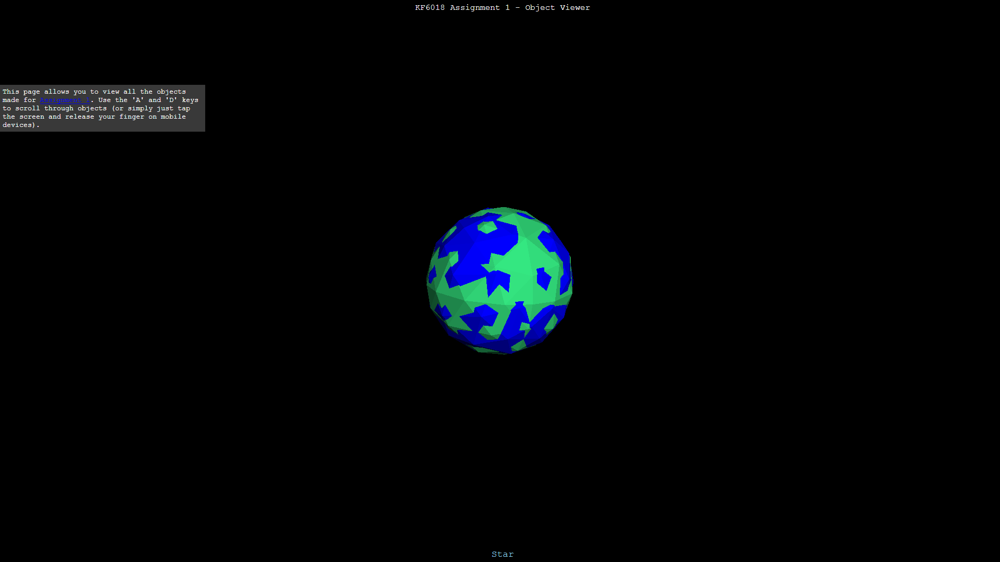 KF6018 Assignment 1 - Object Viewer
This page allows you to view all the objects
made for Assignment 1. Use the 'A' and 'D' keys
to scroll through objects (or simply just tap
the screen and release your finger on mobile
devices).
Star